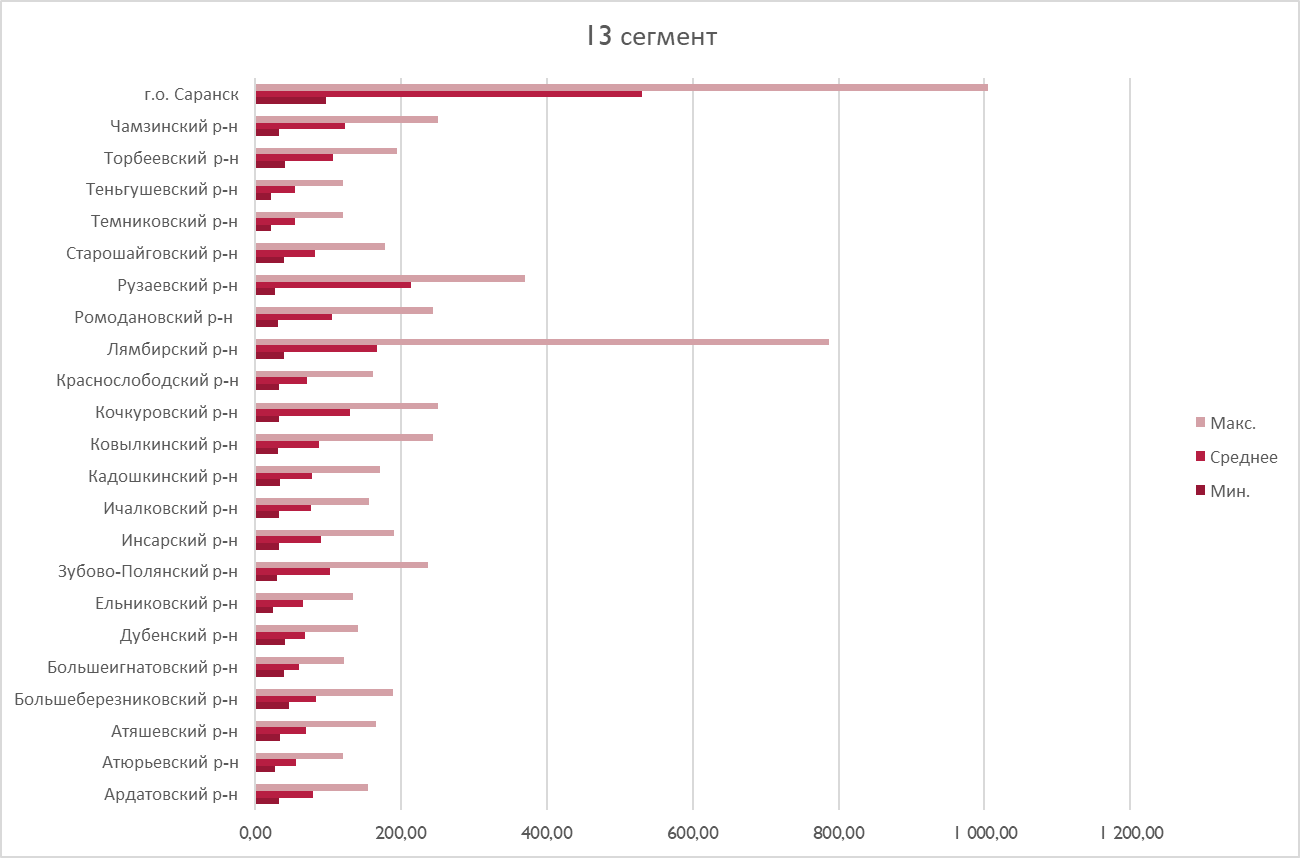 13 сегмент
г.о. Саранск
Чамзинский р-н
Торбеевский р-н
Теньгушевский р-н
Темниковский р-н
Старошайговский р-н
Рузаевский р-н
Ромодановский р-н
Лямбирский р-н
Краснослободский р-н
Кочкуровский р-н
Ковылкинский р-н
Кадошкинский р-н
Ичалковский р-н
Инсарский р-н
Зубово-Полянский р-н
Ельниковский р-н
Дубенский р-н
Большеигнатовский р-н
Большеберезниковский р-н
Атяшевский р-н
Атюрьевский р-н
Ардатовский р-н
0,00 200,00 400,00 600,00 800,00 1 000,00 1 200,00
Макс.
Среднее
Мин.